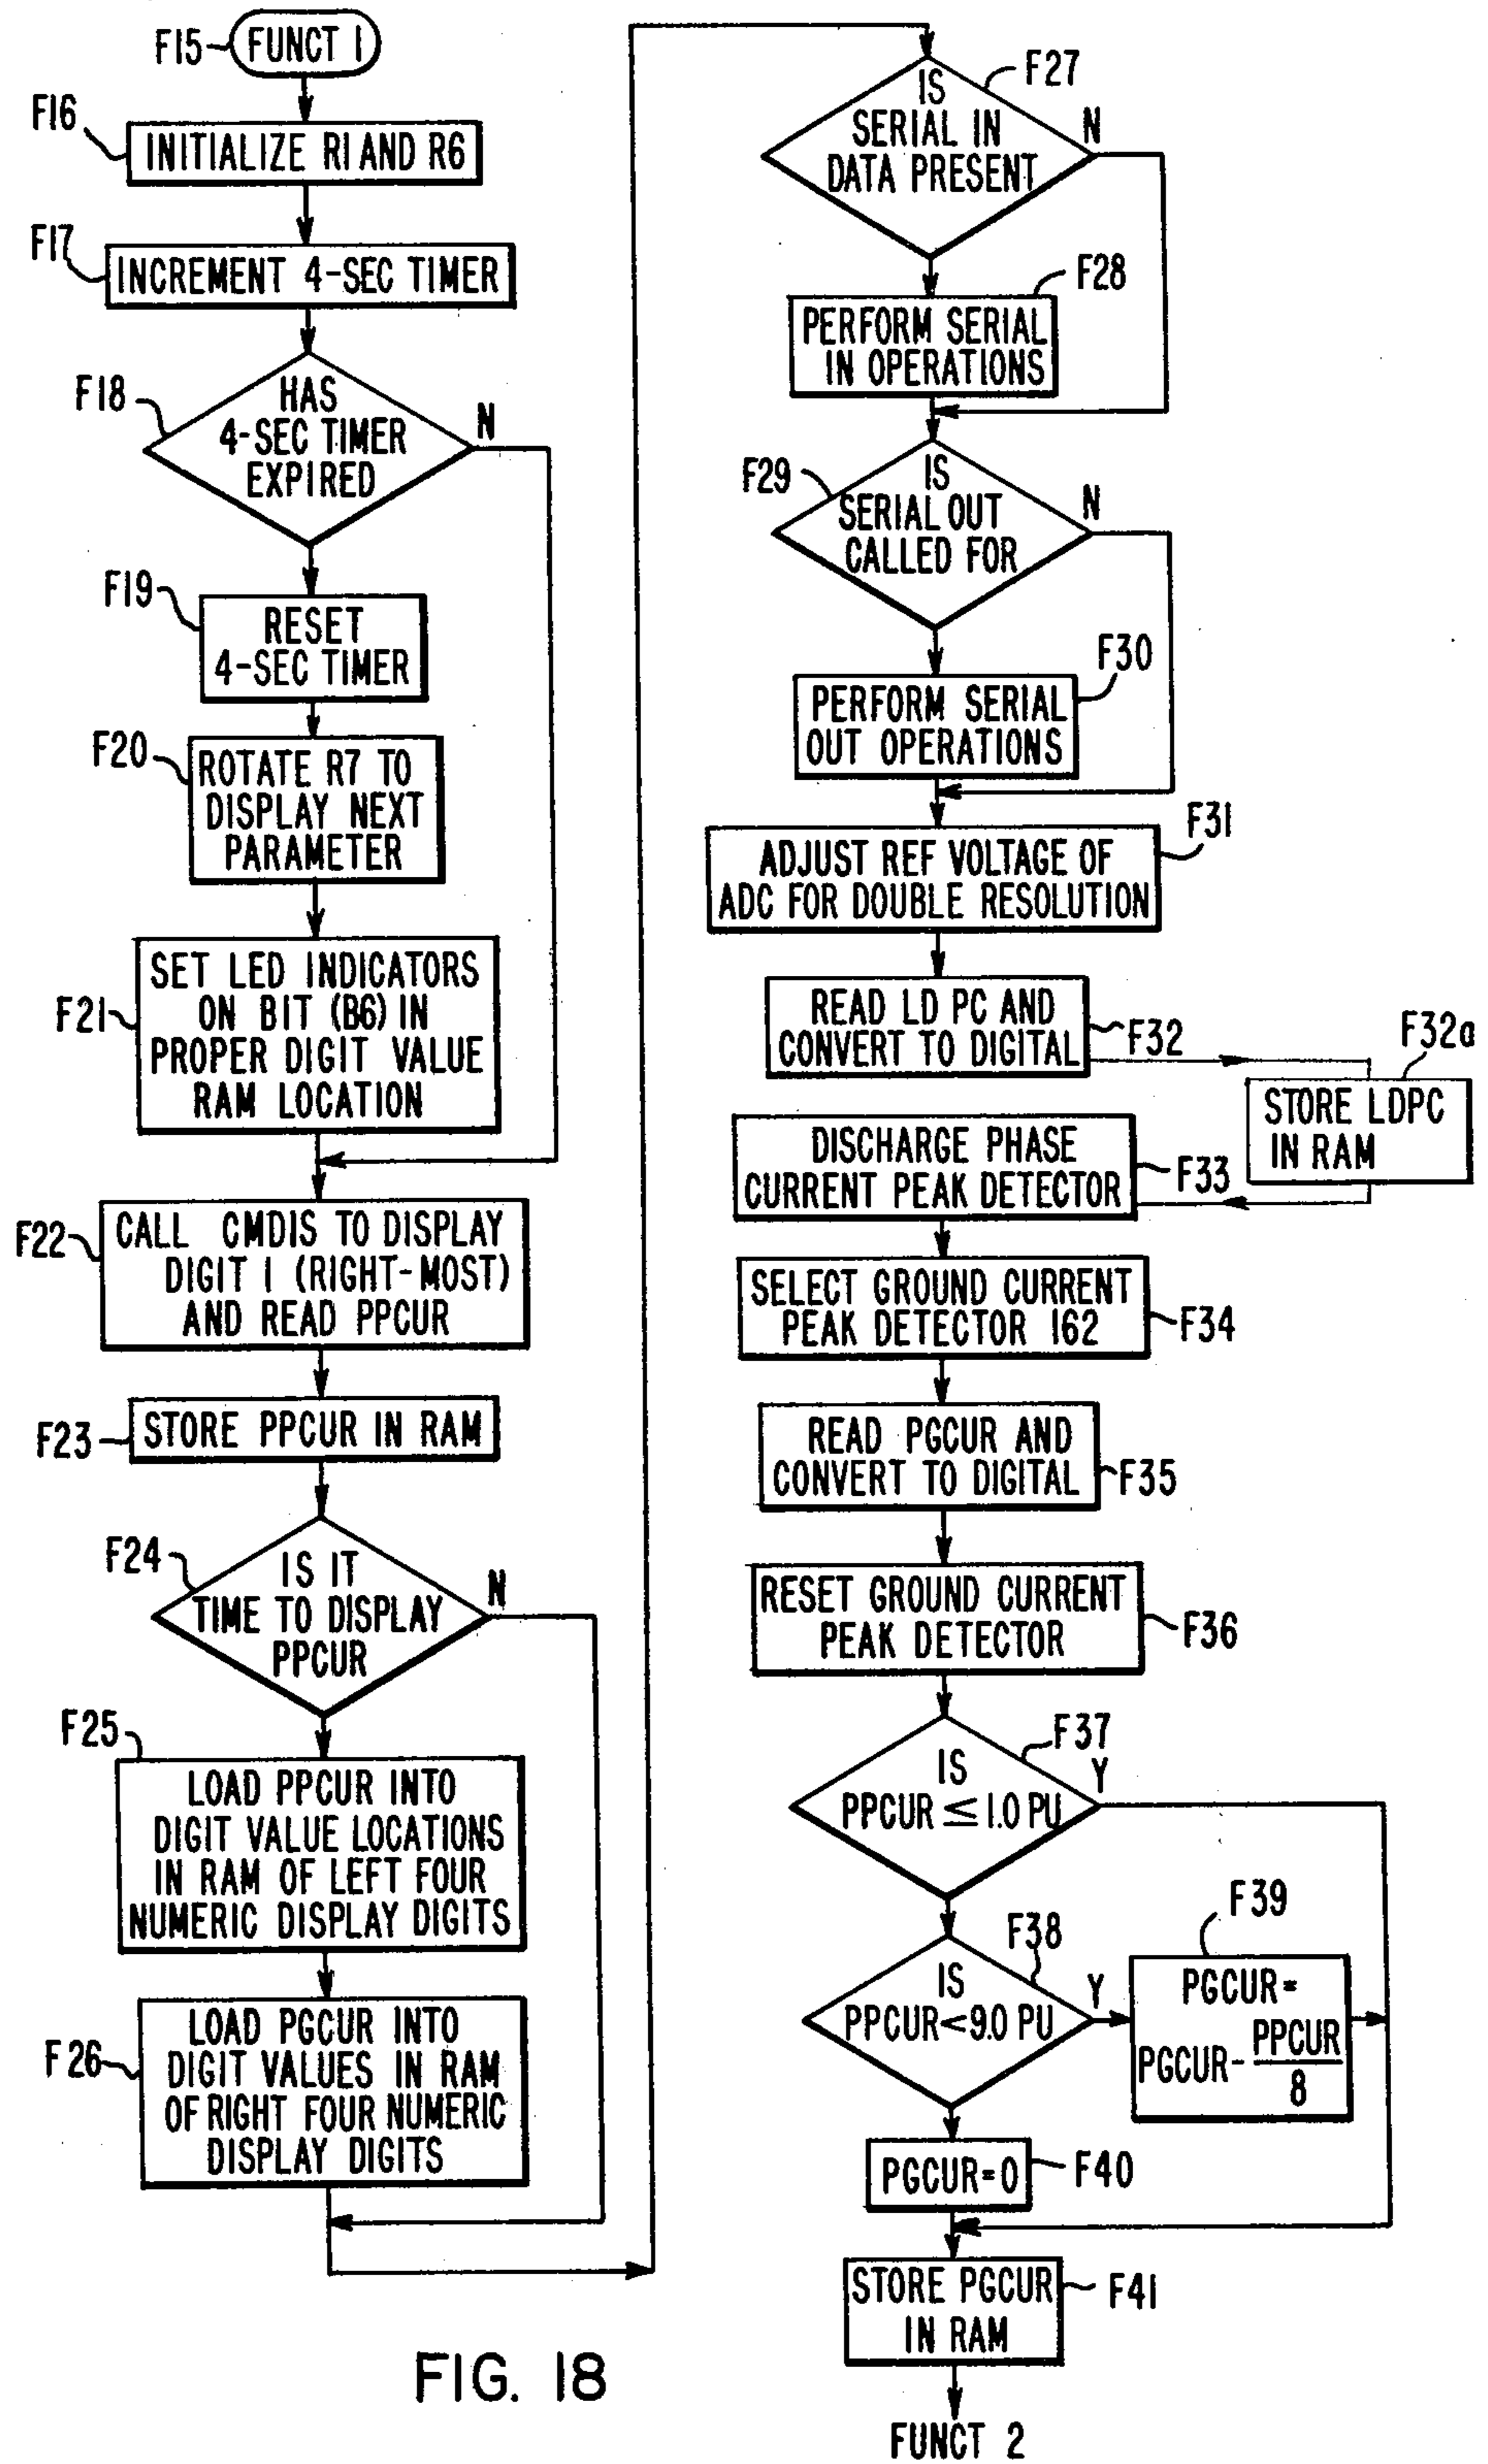 F15
FUNCT 1
F16
INITIALIZE R1 AND R6
F17
INCREMENT 4-SEC TIMER
F18
HAS
4-SEC TIMER
EXPIRED
N
F19
RESET
4-SEC TIMER
F20
ROTATE R7 TO
DISPLAY NEXT
PARAMETER
F21
SET LED INDICATORS
ON BIT (B6) IN
PROPER DIGIT VALUE
RAM LOCATION
F22
CALL CMDIS TO DISPLAY
DIGIT 1 (RIGHT-MOST)
AND READ PPCUR
F23
STORE PPCUR IN RAM
F24
IS IT
TIME TO DISPLAY
PPCUR
N
F25
LOAD PPCUR INTO
DIGIT VALUE LOCATIONS
IN RAM OF LEFT FOUR
NUMERIC DISPLAY DIGITS
F26
LOAD PGCUR INTO
DIGIT VALUES IN RAM
OF RIGHT FOUR NUMERIC
DISPLAY DIGITS
F27
IS
SERIAL IN
DATA PRESENT
N
F28
PERFORM SERIAL
IN OPERATIONS
F29
IS
SERIAL OUT
CALLED FOR
N
F30
PERFORM SERIAL
OUT OPERATIONS
F31
ADJUST REF VOLTAGE OF
ADC FOR DOUBLE RESOLUTION
READ LD PC AND
CONVERT TO DIGITAL
F32
F32a
STORE LDPC
IN RAM
DISCHARGE PHASE
CURRENT PEAK DETECTOR
F33
SELECT GROUND CURRENT
PEAK DETECTOR 162
F34
READ PGCUR AND
CONVERT TO DIGITAL
F35
RESET GROUND CURRENT
PEAK DETECTOR
F36
F37
IS
PPCUR ≤ 1.0 PU
Y
F38
IS
PPCUR<9.0 PU
Y
F39
PGCUR=
PGCUR- PPCUR
8
PGCUR=0
F40
STORE PGCUR
IN RAM
F41
FUNCT 2
FIG. 18